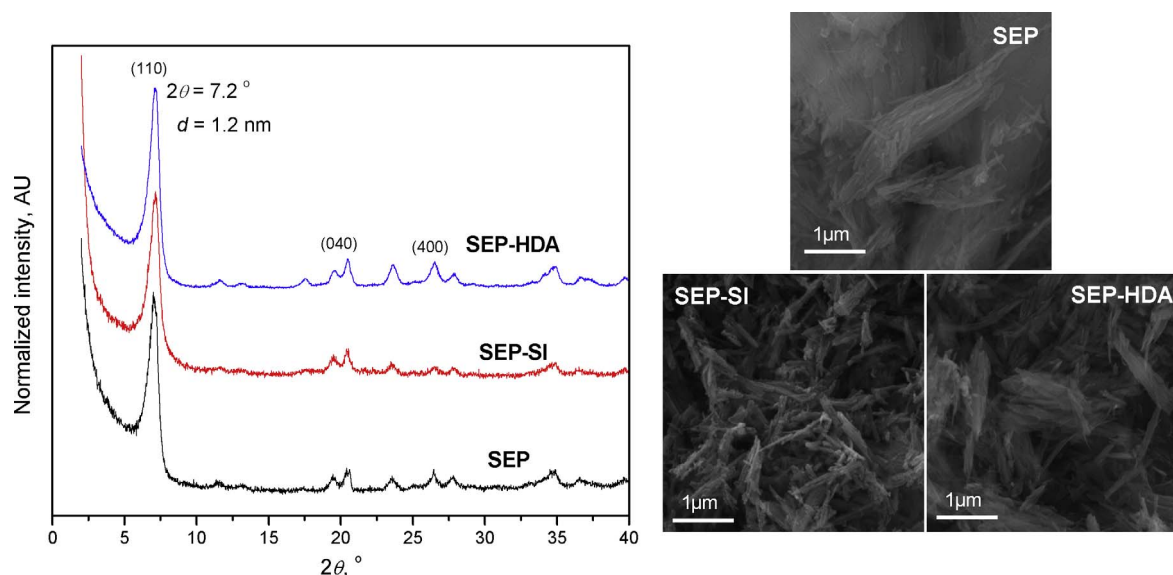 Normalized intensity, AU
(110)
2θ = 7.2 °
d = 1.2 nm
(040)
(400)
SEP-HDA
SEP-SI
SEP
0 5 10 15 20 25 30 35 40
2θ, °
SEP
1µm
SEP-SI
1µm
SEP-HDA
1µm